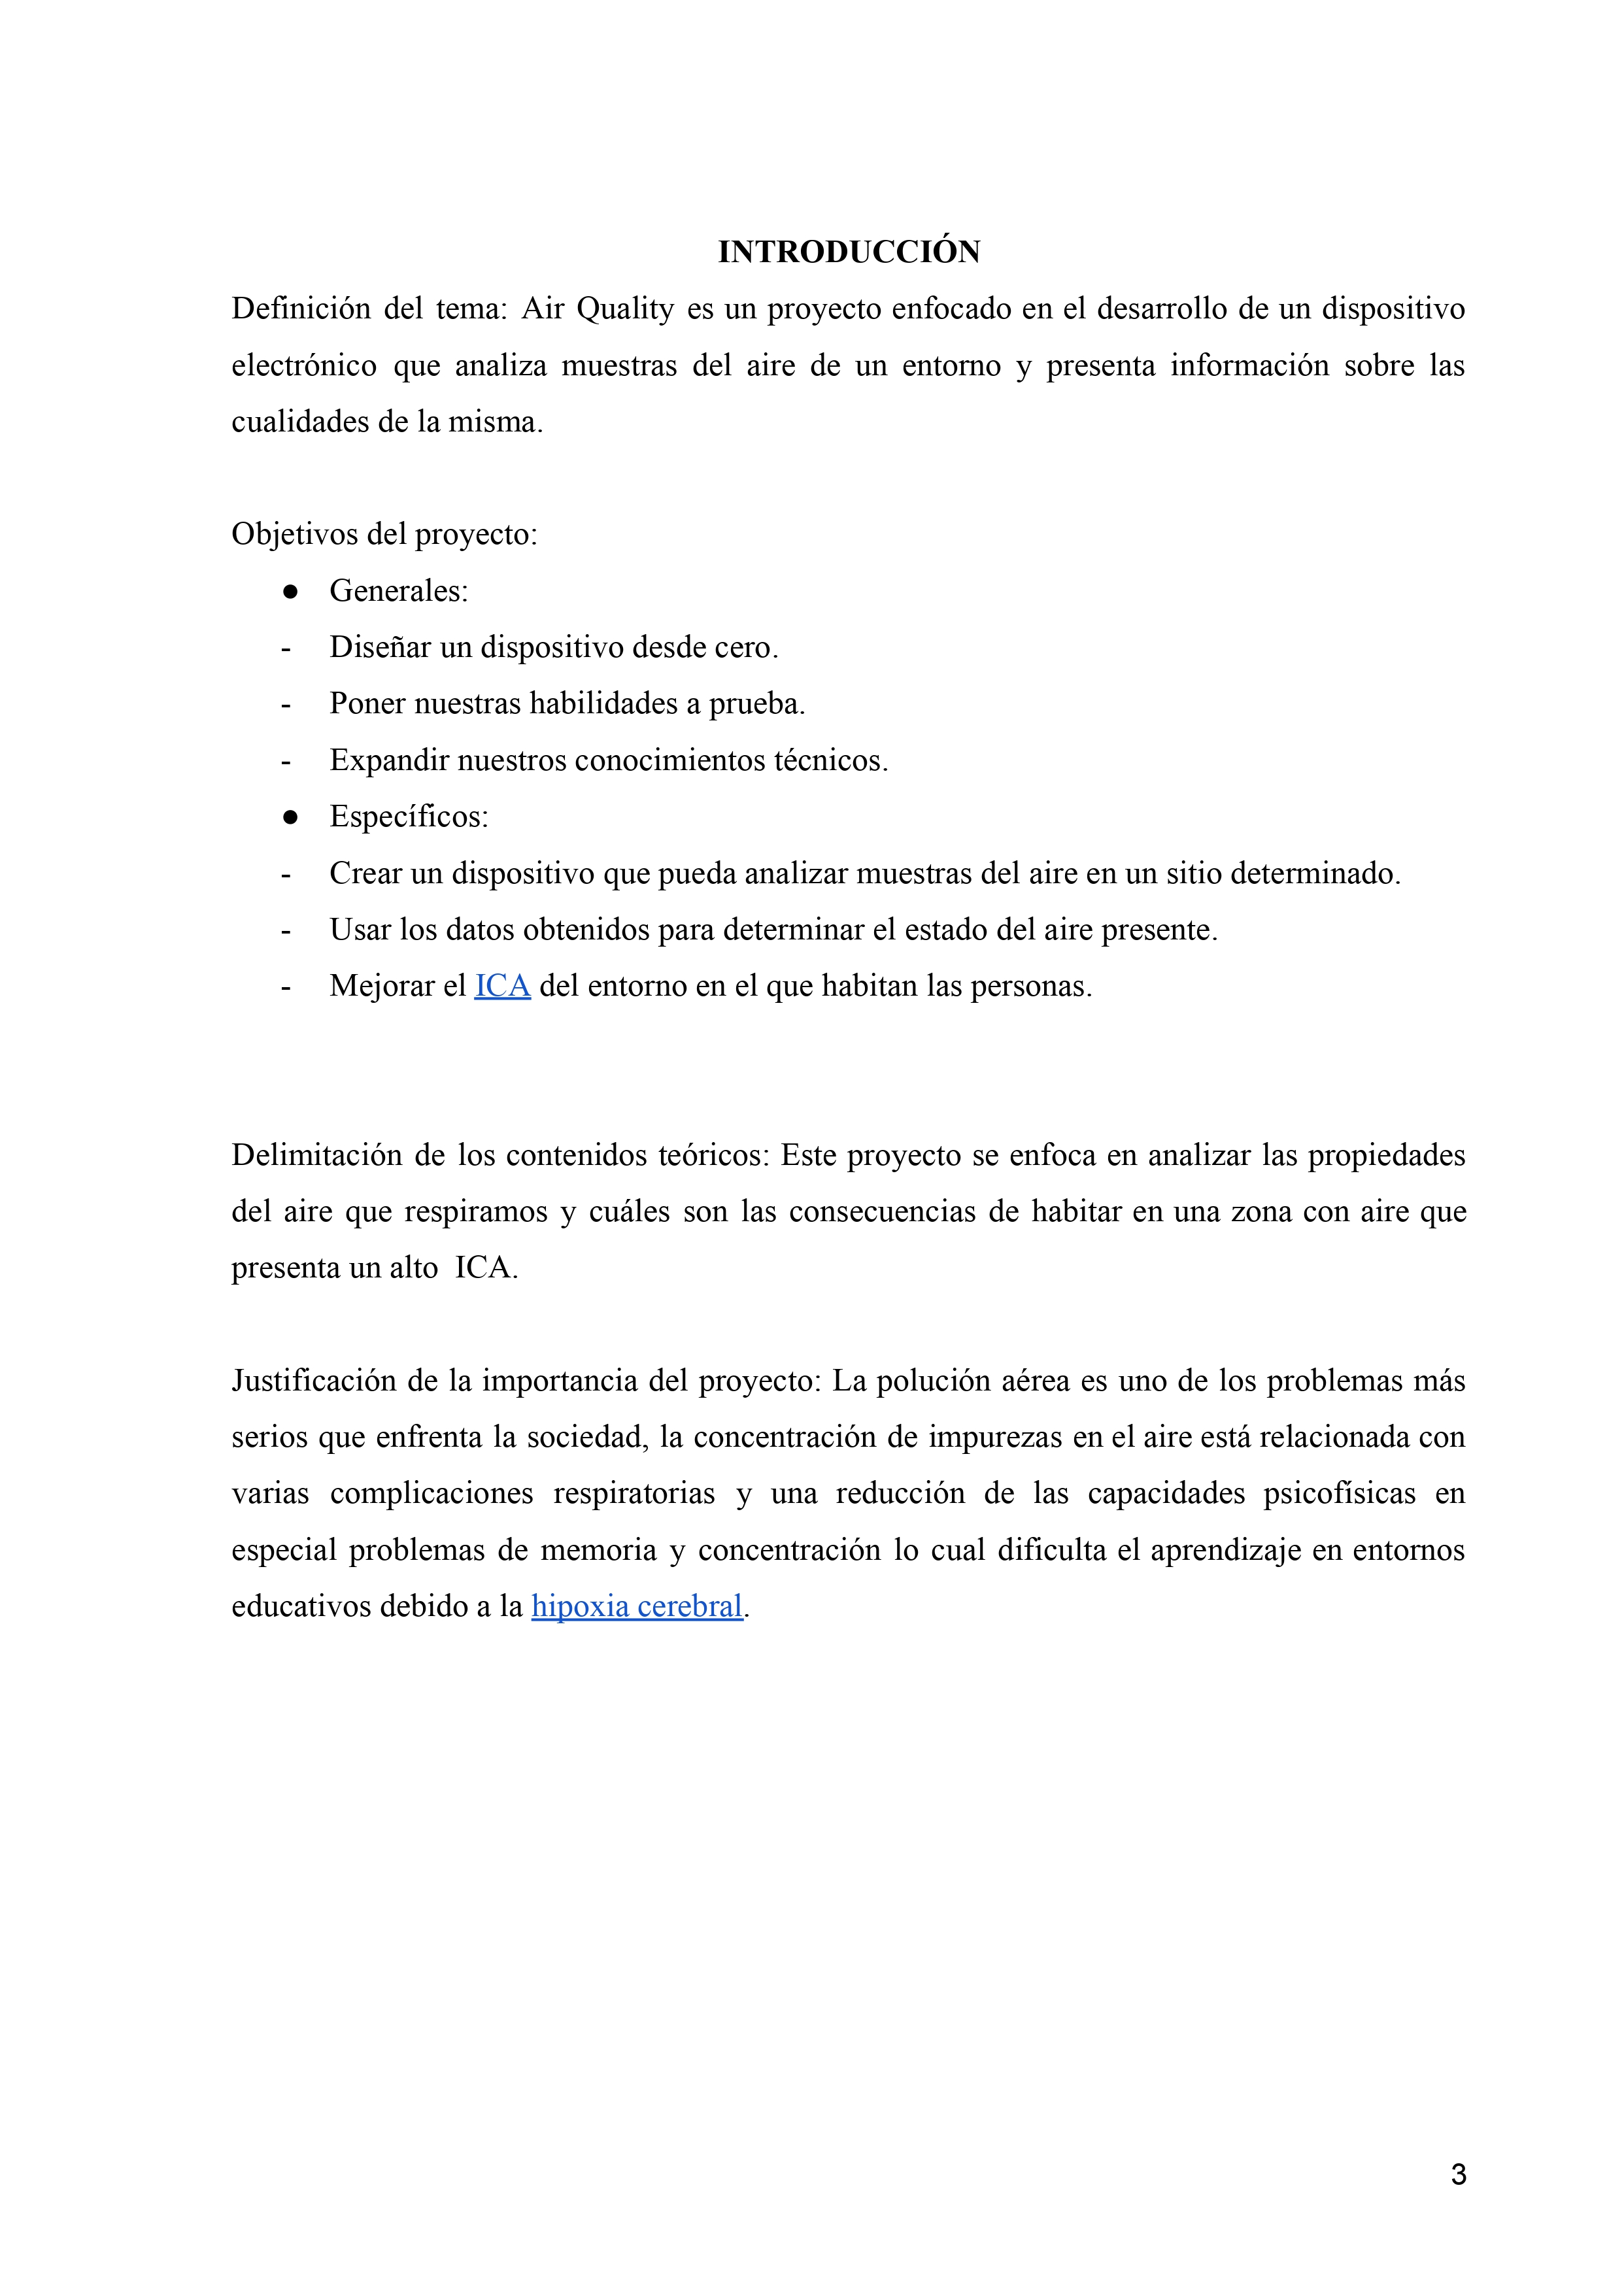 INTRODUCCIÓN
Definición del tema: Air Quality es un proyecto enfocado en el desarrollo de un dispositivo
electrónico que analiza muestras del aire de un entorno y presenta información sobre las
cualidades de la misma.
Objetivos del proyecto:
● Generales:
- Diseñar un dispositivo desde cero.
- Poner nuestras habilidades a prueba.
- Expandir nuestros conocimientos técnicos.
● Específicos:
- Crear un dispositivo que pueda analizar muestras del aire en un sitio determinado.
- Usar los datos obtenidos para determinar el estado del aire presente.
- Mejorar el ICA del entorno en el que habitan las personas.
Delimitación de los contenidos teóricos: Este proyecto se enfoca en analizar las propiedades
del aire que respiramos y cuáles son las consecuencias de habitar en una zona con aire que
presenta un alto  ICA.
Justificación de la importancia del proyecto: La polución aérea es uno de los problemas más
serios que enfrenta la sociedad, la concentración de impurezas en el aire está relacionada con
varias complicaciones respiratorias y una reducción de las capacidades psicofísicas en
especial problemas de memoria y concentración lo cual dificulta el aprendizaje en entornos
educativos debido a la hipoxia cerebral.
3